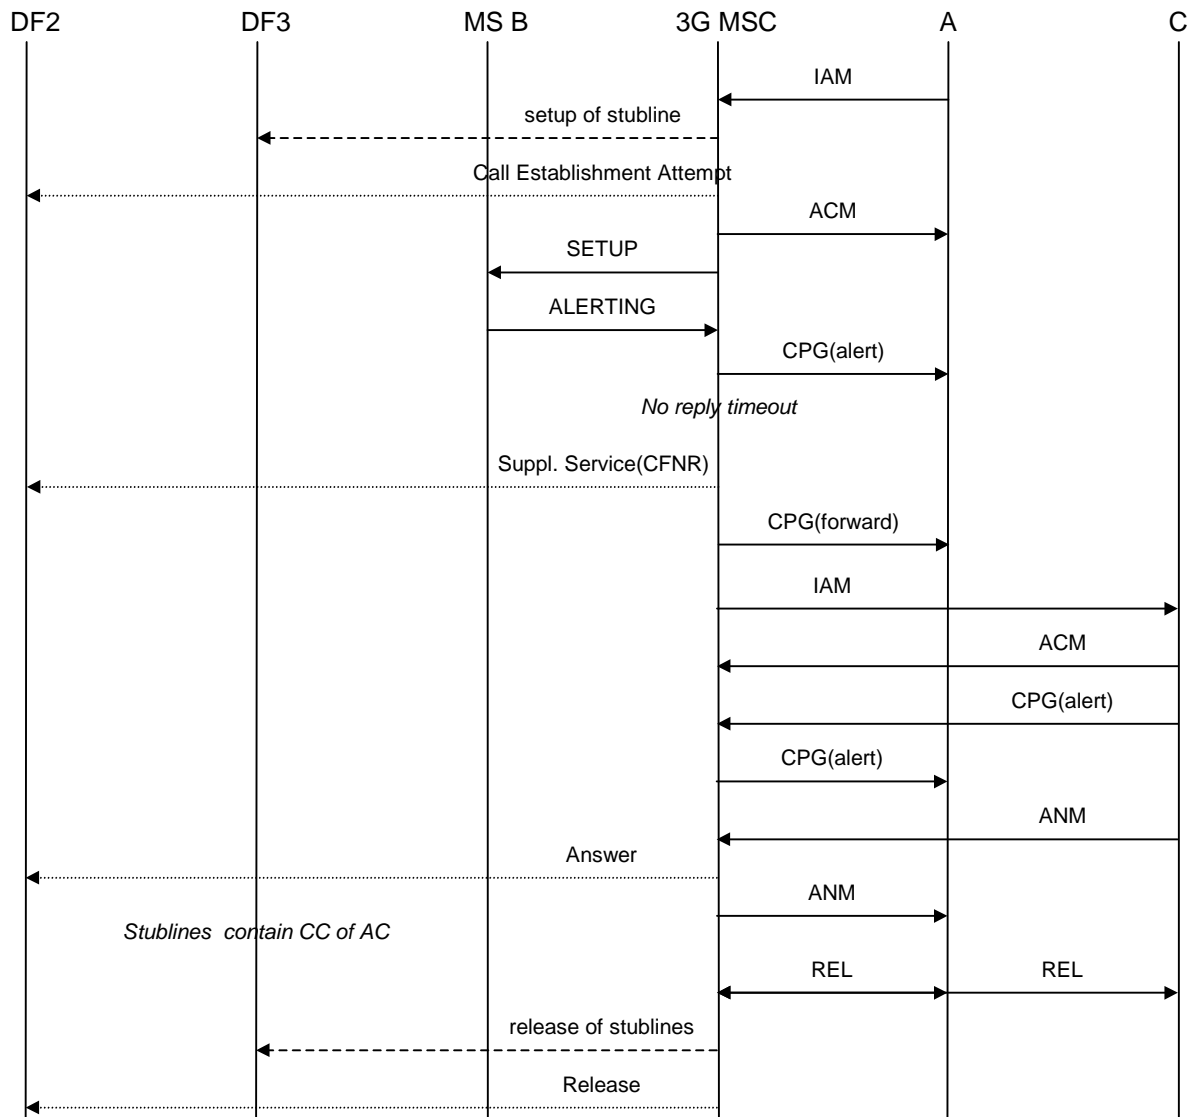 DF2 DF3 MS B 3G MSC A C
IAM
setup of stubline
Call Establishment Attempt
ACM
SETUP
ALERTING
CPG(alert)
No reply timeout
Suppl. Service(CFNR)
CPG(forward)
IAM
ACM
CPG(alert)
CPG(alert)
ANM
Answer
ANM
Stublines contain CC of AC
REL REL
release of stublines
Release